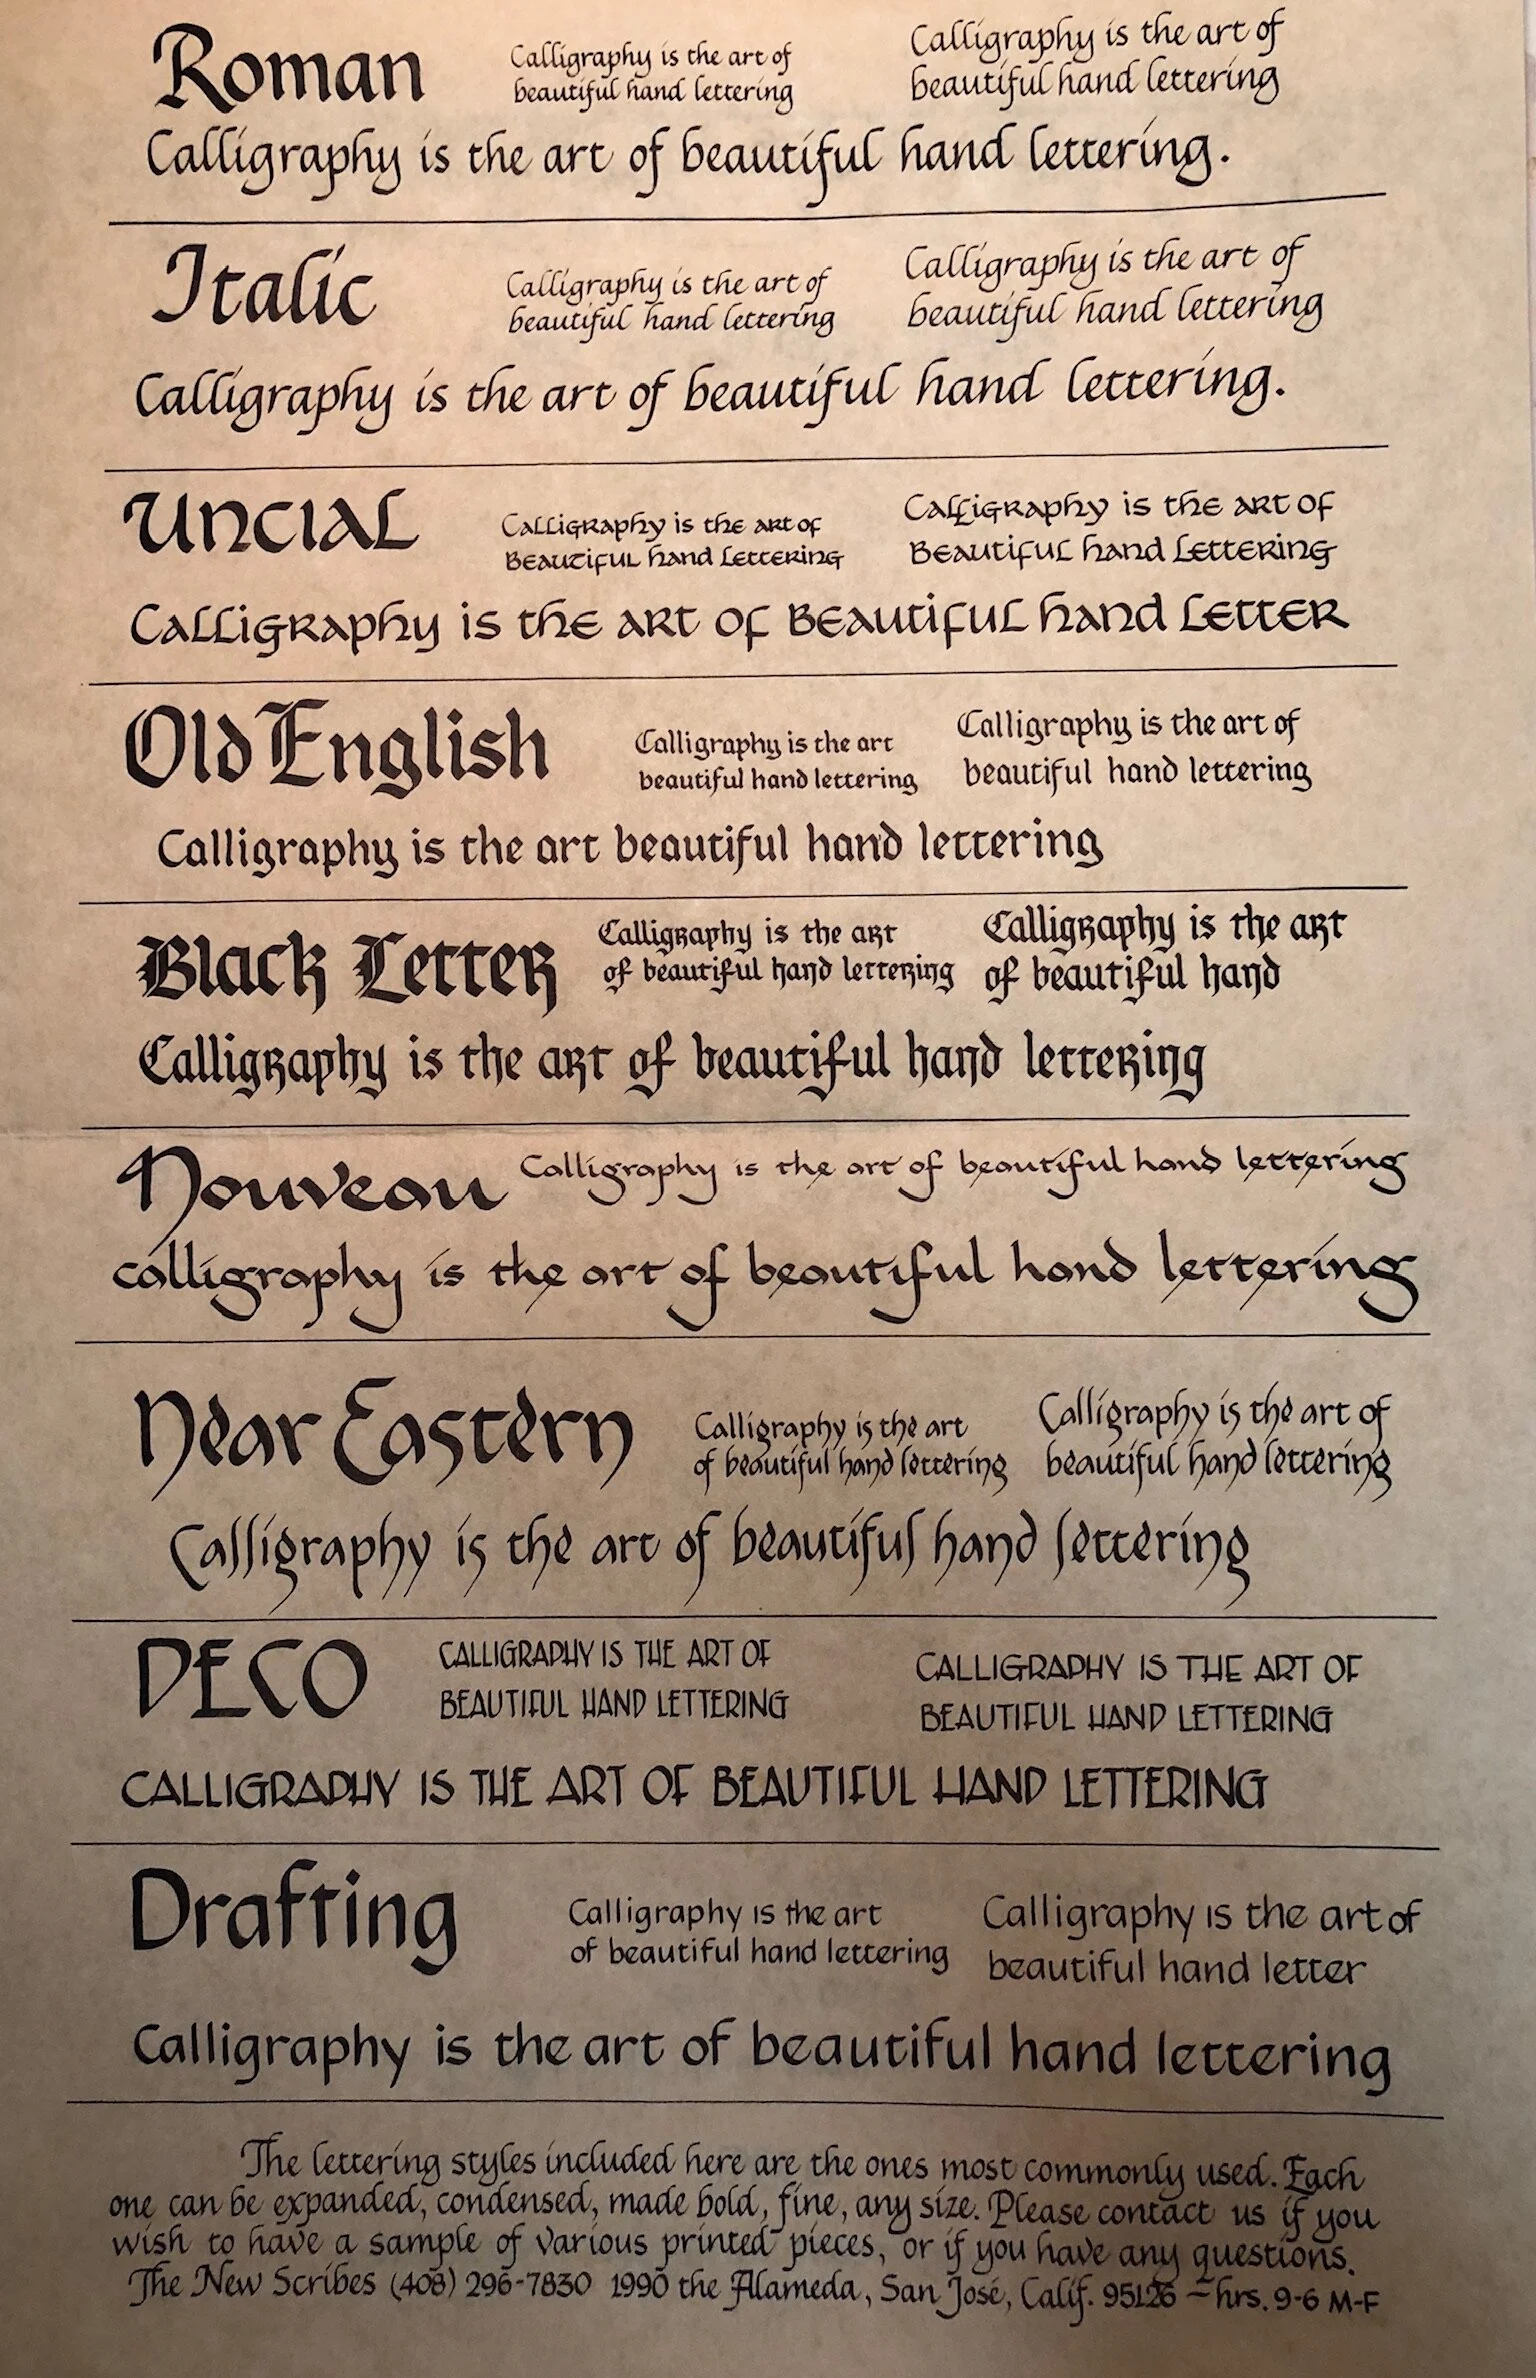 Roman
Calligraphy is the art of
beautiful hand lettering
Calligraphy is the art of
beautiful hand lettering
Calligraphy is the art of beautiful hand lettering.
Italic
Calligraphy is the art of
beautiful hand lettering
Calligraphy is the art of
beautiful hand lettering
Calligraphy is the art of beautiful hand lettering.
UNCIAL
Calligraphy is the art of
beautiful hand lettering
Calligraphy is the art of
beautiful hand lettering
Calligraphy is the art of beautiful hand letter
Old English
Calligraphy is the art
beautiful hand lettering
Calligraphy is the art of
beautiful hand lettering
Calligraphy is the art beautiful hand lettering
Black Letter
Calligraphy is the art
of beautiful hand lettering
Calligraphy is the art
of beautiful hand
Calligraphy is the art of beautiful hand lettering
Nouveau
Calligraphy is the art of beautiful hand lettering
calligraphy is the art of beautiful hand lettering
Near Eastern
Calligraphy is the art
of beautiful hand lettering
Calligraphy is the art of
beautiful hand lettering
Calligraphy is the art of beautiful hand lettering
DECO
CALLIGRAPHY IS THE ART OF
BEAUTIFUL HAND LETTERING
CALLIGRAPHY IS THE ART OF
BEAUTIFUL HAND LETTERING
CALLIGRAPHY IS THE ART OF BEAUTIFUL HAND LETTERING
Drafting
Calligraphy is the art
of beautiful hand lettering
Calligraphy is the art of
beautiful hand letter
Calligraphy is the art of beautiful hand lettering
The lettering styles included here are the ones most commonly used. Each
one can be expanded, condensed, made bold, fine, any size. Please contact us if you
wish to have a sample of various printed pieces, or if you have any questions.
The New Scribes (408) 296-7830 1990 the Alameda, San José, Calif. 95126 – hrs. 9-6 M-F